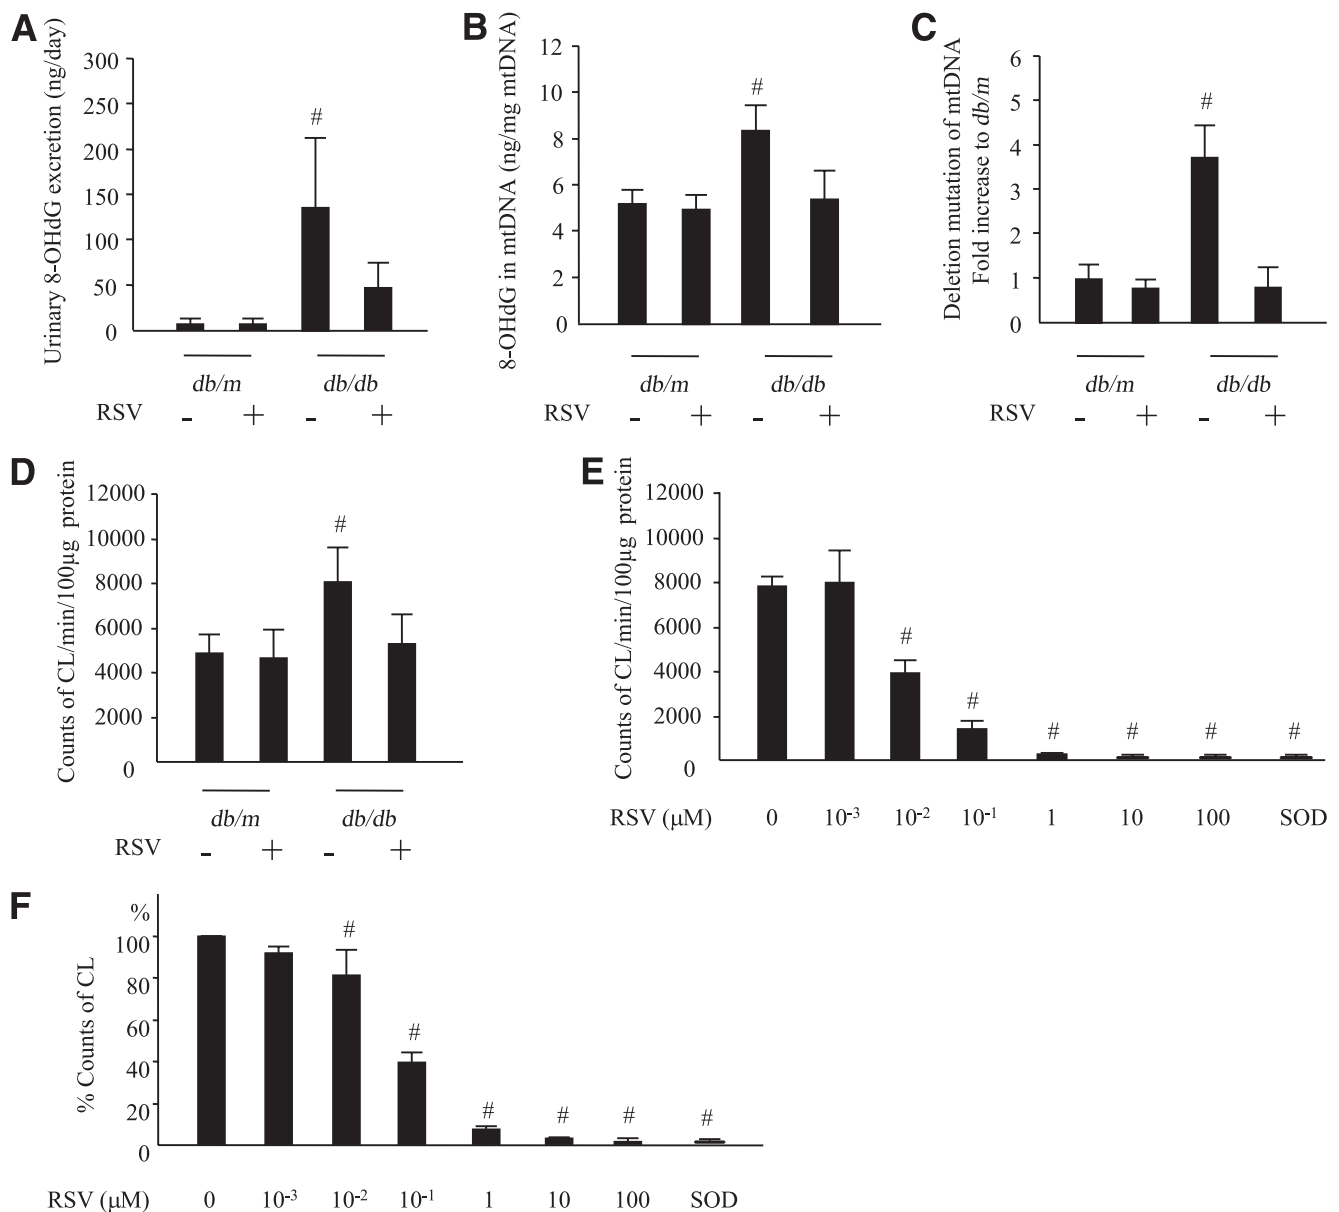 A
Urinary 8-OHdG excretion (ng/day)
300
250
200
150
100
50
0
#
db/m
db/db
RSV - + - +
B
8-OHdG in mtDNA (ng/mg mtDNA)
12
10
8
6
4
2
0
#
db/m
db/db
RSV - + - +
C
Deletion mutation of mtDNA
Fold increase to db/m
6
5
4
3
2
1
0
#
db/m
db/db
RSV - + - +
D
Counts of CL/min/100μg protein
12000
10000
8000
6000
4000
2000
0
#
db/m
db/db
RSV - + - +
E
Counts of CL/min/100μg protein
12000
10000
8000
6000
4000
2000
0
# # # # # #
RSV (μM) 0 10⁻³ 10⁻² 10⁻¹ 1 10 100 SOD
F
% Counts of CL
%
100
80
60
40
20
0
# # # # # #
RSV (μM) 0 10⁻³ 10⁻² 10⁻¹ 1 10 100 SOD